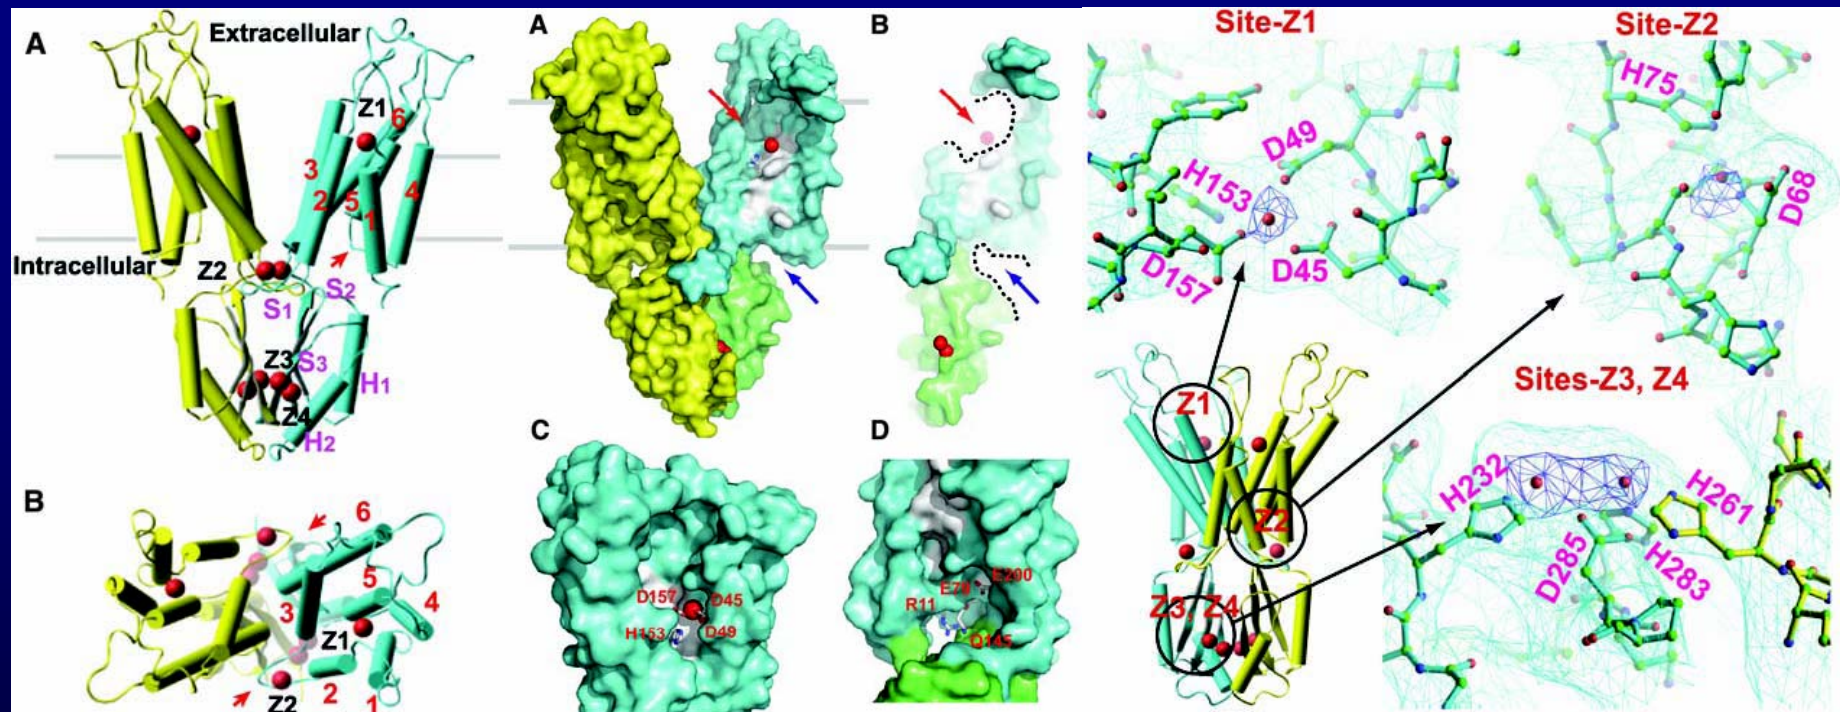 A
Extracellular
Z1
6
3
2
5
1
4
Intracellular
Z2
S1
S2
Z3
S3
H1
Z4
H2
B
6
5
3
4
Z1
2
1
Z2
A
B
C
D157
D45
H153
D49
D
E79
E290
R11
Q145
Site-Z1
D49
H153
D157
D45
Site-Z2
H75
D68
Z1
Z2
Z3, Z4
Sites-Z3, Z4
H232
H261
D285
H283